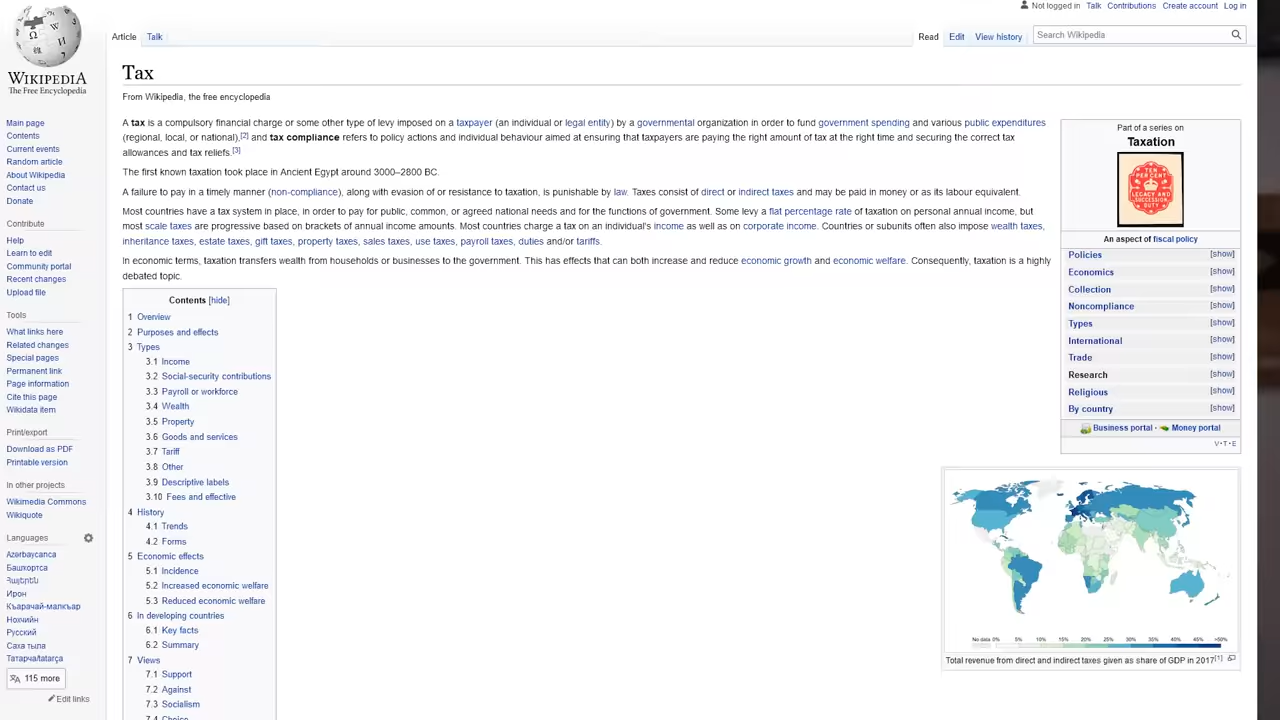 Not logged in Talk Contributions Create account Log in
Article Talk
Read Edit View history
Search Wikipedia
WIKIPEDIA
The Free Encyclopedia
Main page
Contents
Current events
Random article
About Wikipedia
Contact us
Donate
Contribute
Help
Learn to edit
Community portal
Recent changes
Upload file
Tools
What links here
Related changes
Special pages
Permanent link
Page information
Cite this page
Wikidata item
Print/export
Download as PDF
Printable version
In other projects
Wikimedia Commons
Wikiquote
Languages
Azərbaycanca
Башҡортса
Հայերեն
Ирон
Къарачай-малкъар
Нохчийн
Русский
Саха тыла
Татарча/tatarça
115 more
Edit links
Tax
From Wikipedia, the free encyclopedia
A tax is a compulsory financial charge or some other type of levy imposed on a taxpayer (an individual or legal entity) by a governmental organization in order to fund government spending and various public expenditures
(regional, local, or national),[2] and tax compliance refers to policy actions and individual behaviour aimed at ensuring that taxpayers are paying the right amount of tax at the right time and securing the correct tax
allowances and tax reliefs.[3]
The first known taxation took place in Ancient Egypt around 3000–2800 BC.
A failure to pay in a timely manner (non-compliance), along with evasion of or resistance to taxation, is punishable by law. Taxes consist of direct or indirect taxes and may be paid in money or as its labour equivalent.
Most countries have a tax system in place, in order to pay for public, common, or agreed national needs and for the functions of government. Some levy a flat percentage rate of taxation on personal annual income, but
most scale taxes are progressive based on brackets of annual income amounts. Most countries charge a tax on an individual's income as well as on corporate income. Countries or subunits often also impose wealth taxes,
inheritance taxes, estate taxes, gift taxes, property taxes, sales taxes, use taxes, payroll taxes, duties and/or tariffs.
In economic terms, taxation transfers wealth from households or businesses to the government. This has effects that can both increase and reduce economic growth and economic welfare. Consequently, taxation is a highly
debated topic.
Contents [hide]
1 Overview
2 Purposes and effects
3 Types
3.1 Income
3.2 Social-security contributions
3.3 Payroll or workforce
3.4 Wealth
3.5 Property
3.6 Goods and services
3.7 Tariff
3.8 Other
3.9 Descriptive labels
3.10 Fees and effective
4 History
4.1 Trends
4.2 Forms
5 Economic effects
5.1 Incidence
5.2 Increased economic welfare
5.3 Reduced economic welfare
6 In developing countries
6.1 Key facts
6.2 Summary
7 Views
7.1 Support
7.2 Against
7.3 Socialism
7.4 Choice
Part of a series on
Taxation
TEN
PER CENT
LEGACY AND
SUCCESSION
DUTY
An aspect of fiscal policy
Policies [show]
Economics [show]
Collection [show]
Noncompliance [show]
Types [show]
International [show]
Trade [show]
Research [show]
Religious [show]
By country [show]
Business portal · Money portal
V·T·E
No data 0% 5% 10% 15% 20% 25% 30% 35% 40% 45% >50%
Total revenue from direct and indirect taxes given as share of GDP in 2017[1]